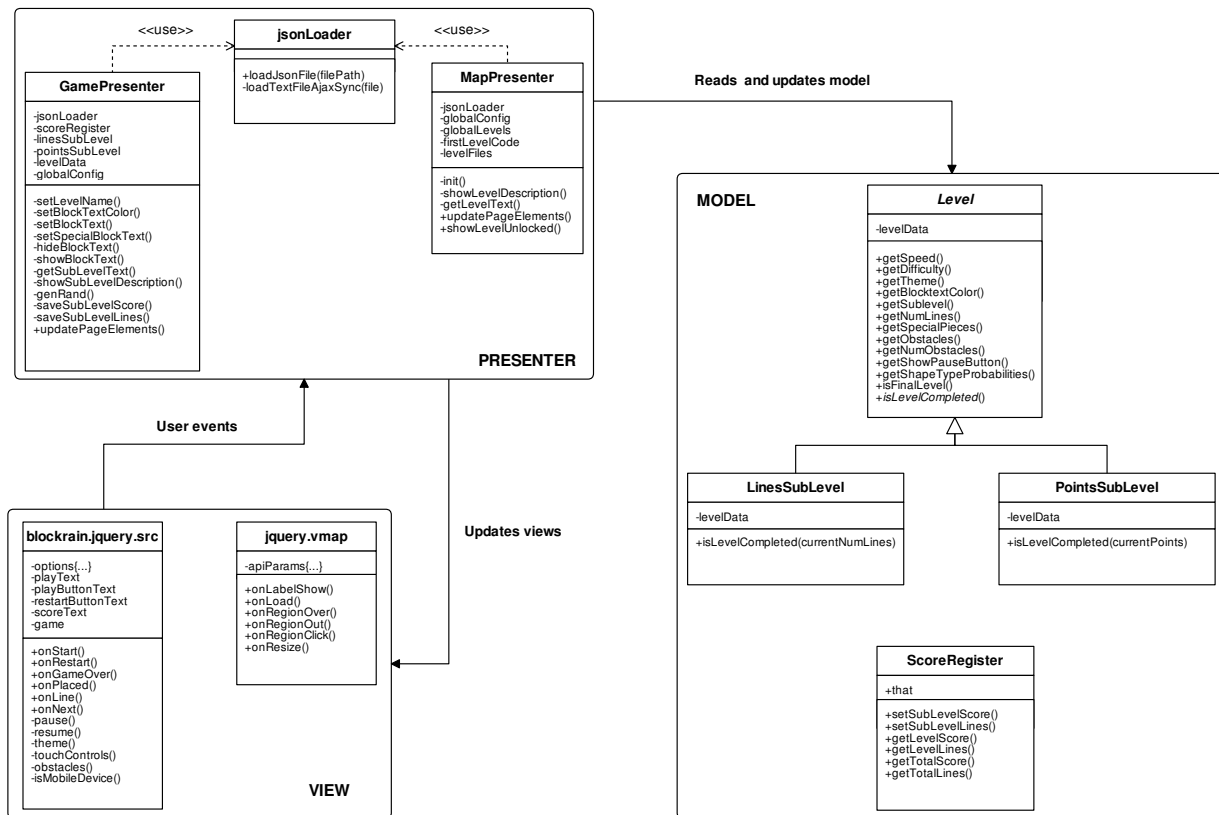 <<use>>
jsonLoader
<<use>>
+loadJsonFile(filePath)
-loadTextFileAjaxSync(file)
GamePresenter
-jsonLoader
-scoreRegister
-linesSubLevel
-pointsSubLevel
-levelData
-globalConfig
-setLevelName()
-setBlockTextColor()
-setBlockText()
-setSpecialBlockText()
-hideBlockText()
-showBlockText()
-getSubLevelText()
-showSubLevelDescription()
-genRand()
-saveSubLevelScore()
-saveSubLevelLines()
+updatePageElements()
MapPresenter
-jsonLoader
-globalConfig
-globalLevels
-firstLevelCode
-levelFiles
-init()
-showLevelDescription()
-getLevelText()
+updatePageElements()
+showLevelUnlocked()
PRESENTER
Reads and updates model
User events
Updates views
MODEL
Level
-levelData
+getSpeed()
+getDifficulty()
+getTheme()
+getBlocktextColor()
+getSublevel()
+getNumLines()
+getSpecialPieces()
+getObstacles()
+getNumObstacles()
+getShowPauseButton()
+getShapeTypeProbabilities()
+isFinalLevel()
+isLevelCompleted()
LinesSubLevel
-levelData
+isLevelCompleted(currentNumLines)
PointsSubLevel
-levelData
+isLevelCompleted(currentPoints)
ScoreRegister
+that
+setSubLevelScore()
+setSubLevelLines()
+getLevelScore()
+getLevelLines()
+getTotalScore()
+getTotalLines()
blockrain.jquery.src
-options{...}
-playText
-playButtonText
-restartButtonText
-scoreText
-game
+onStart()
+onRestart()
+onGameOver()
+onPlaced()
+onLine()
+onNext()
-pause()
-resume()
-theme()
-touchControls()
-obstacles()
-isMobileDevice()
jquery.vmap
-apiParams{...}
+onLabelShow()
+onLoad()
+onRegionOver()
+onRegionOut()
+onRegionClick()
+onResize()
VIEW